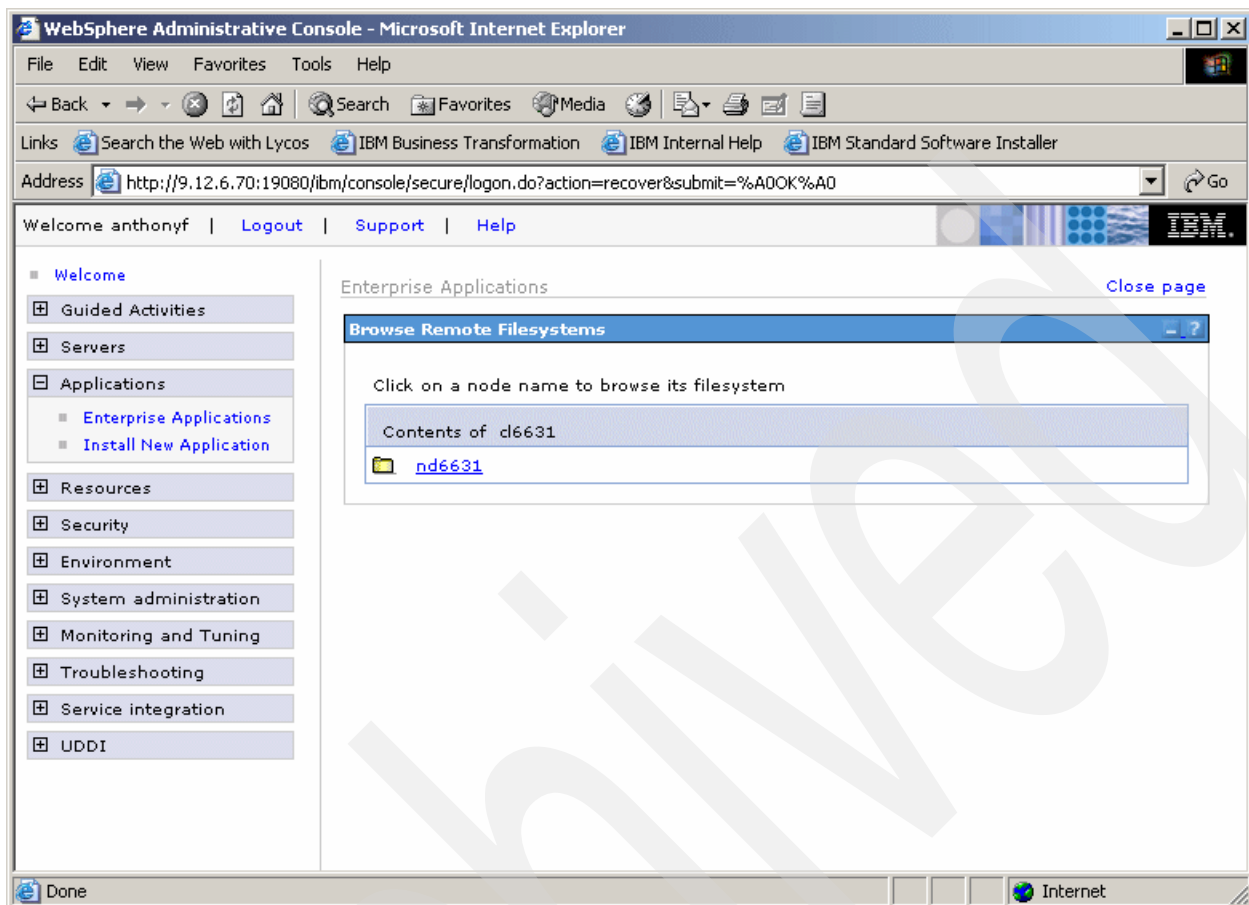 WebSphere Administrative Console - Microsoft Internet Explorer
File Edit View Favorites Tools Help
Back Search Favorites Media
Links Search the Web with Lycos IBM Business Transformation IBM Internal Help IBM Standard Software Installer
Address http://9.12.6.70:19080/ibm/console/secure/logon.do?action=recover&submit=%A0OK%A0 Go
Welcome anthonyf | Logout | Support | Help IBM.
Welcome
Guided Activities
Servers
Applications
Enterprise Applications
Install New Application
Resources
Security
Environment
System administration
Monitoring and Tuning
Troubleshooting
Service integration
UDDI
Enterprise Applications Close page
Browse Remote Filesystems - ?
Click on a node name to browse its filesystem
Contents of cl6631
nd6631
Done Internet